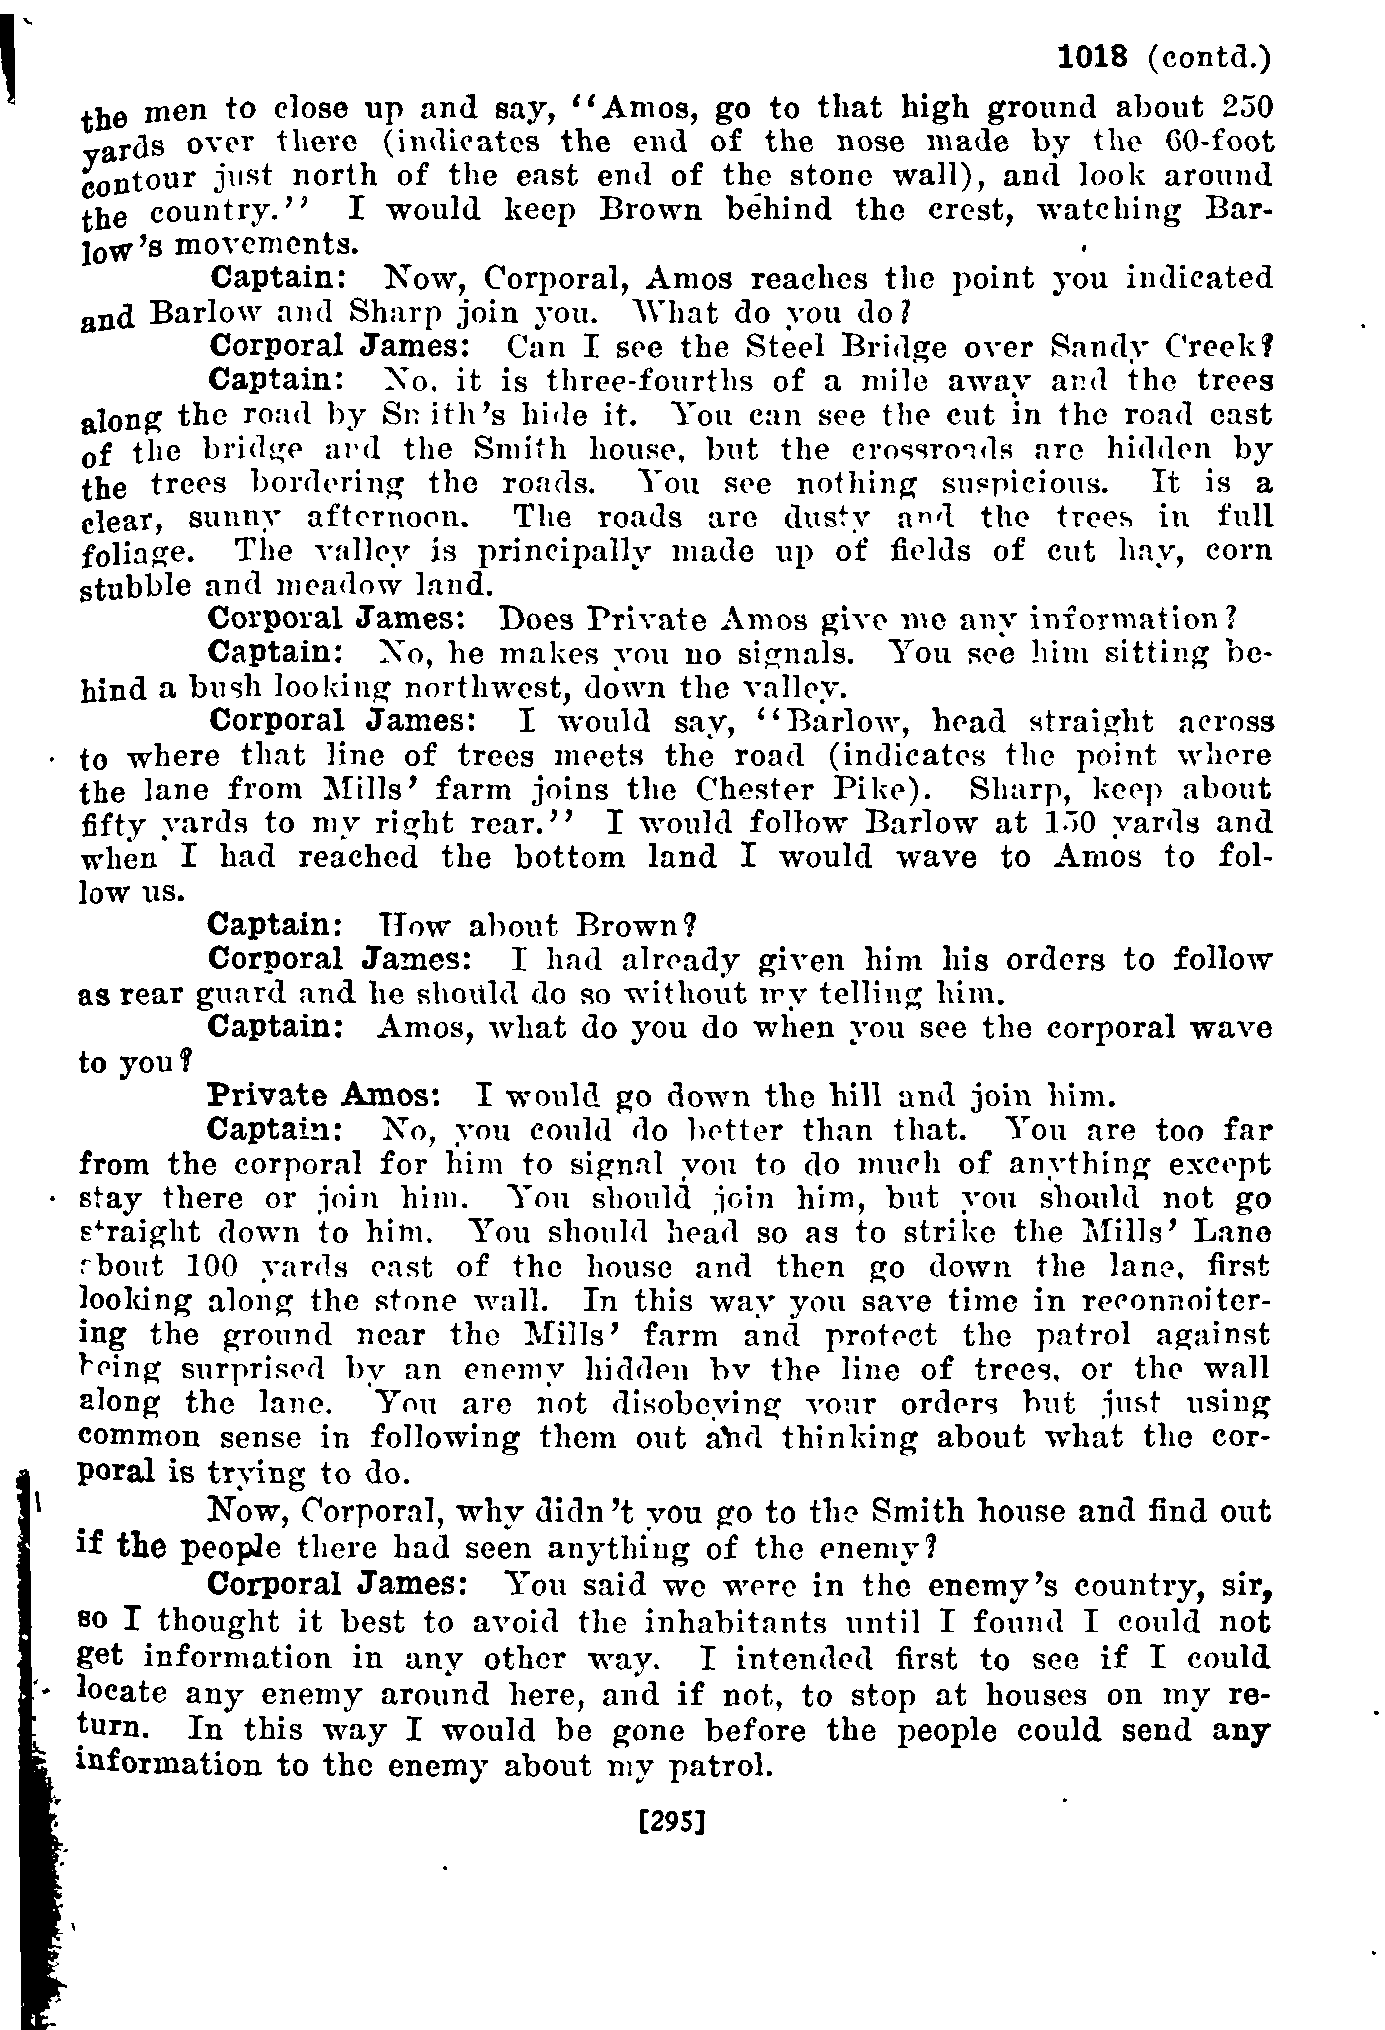 1018 (contd.)
the men to close up and say, "Amos, go to that high ground about 250
yards over there (indicates the end of the nose made by the 60-foot
contour just north of the east end of the stone wall), and look around
the country." I would keep Brown behind the crest, watching Bar-
low's movements.
Captain: Now, Corporal, Amos reaches the point you indicated
and Barlow and Sharp join you. What do you do?
Corporal James: Can I see the Steel Bridge over Sandy Creek?
Captain: No, it is three-fourths of a mile away and the trees
along the road by Smith's hide it. You can see the cut in the road east
of the bridge and the Smith house, but the crossroads are hidden by
the trees bordering the roads. You see nothing suspicious. It is a
clear, sunny afternoon. The roads are dusty and the trees in full
foliage. The valley is principally made up of fields of cut hay, corn
stubble and meadow land.
Corporal James: Does Private Amos give me any information?
Captain: No, he makes you no signals. You see him sitting be-
hind a bush looking northwest, down the valley.
Corporal James: I would say, "Barlow, head straight across
to where that line of trees meets the road (indicates the point where
the lane from Mills' farm joins the Chester Pike). Sharp, keep about
fifty yards to my right rear." I would follow Barlow at 150 yards and
when I had reached the bottom land I would wave to Amos to fol-
low us.
Captain: How about Brown?
Corporal James: I had already given him his orders to follow
as rear guard and he should do so without my telling him.
Captain: Amos, what do you do when you see the corporal wave
to you?
Private Amos: I would go down the hill and join him.
Captain: No, you could do better than that. You are too far
from the corporal for him to signal you to do much of anything except
stay there or join him. You should join him, but you should not go
straight down to him. You should head so as to strike the Mills' Lane
about 100 yards east of the house and then go down the lane, first
looking along the stone wall. In this way you save time in reconnoiter-
ing the ground near the Mills' farm and protect the patrol against
being surprised by an enemy hidden by the line of trees, or the wall
along the lane. You are not disobeying your orders but just using
common sense in following them out and thinking about what the cor-
poral is trying to do.
Now, Corporal, why didn't you go to the Smith house and find out
if the people there had seen anything of the enemy?
Corporal James: You said we were in the enemy's country, sir,
so I thought it best to avoid the inhabitants until I found I could not
get information in any other way. I intended first to see if I could
locate any enemy around here, and if not, to stop at houses on my re-
turn. In this way I would be gone before the people could send any
information to the enemy about my patrol.
[295]